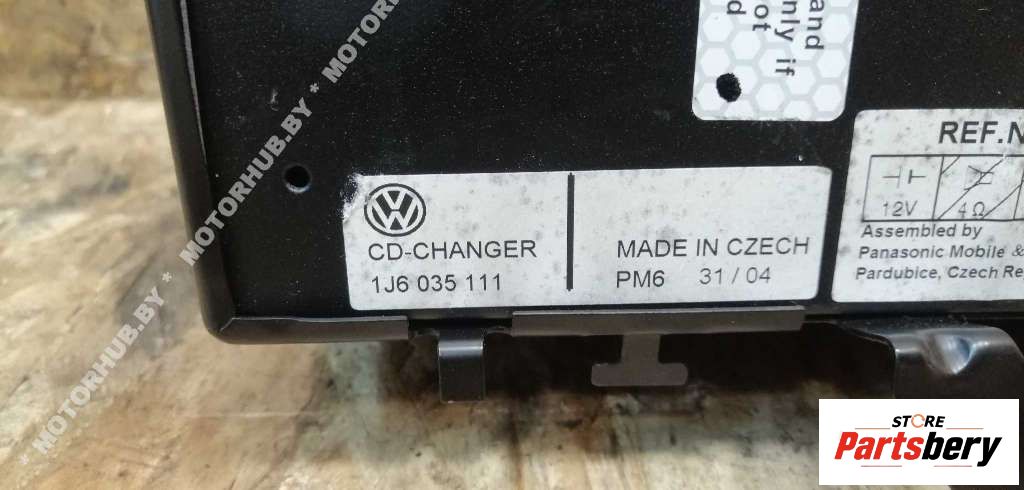 and
nly if
ot
d
CD-CHANGER
1J6 035 111
MADE IN CZECH
PM6 31 / 04
REF.N
12V 4 Ω
Assembled by
Panasonic Mobile &
Pardubice, Czech Re
MOTORHUB.BY * MOTORHUB.BY * MOTORHUB.BY * MOTOR
STORE
Partsbery